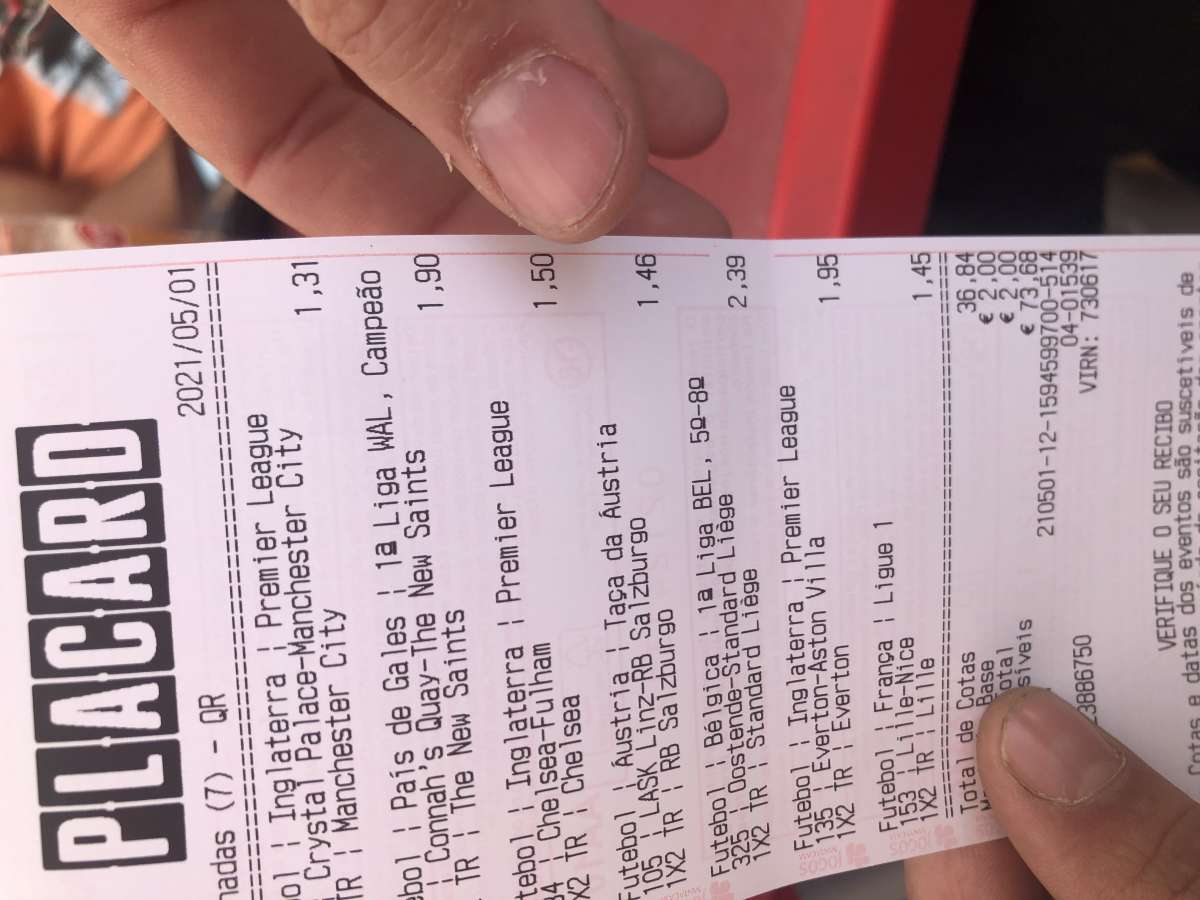 PLACARD
2021/05/01
nadas (7) - QR
Inglaterra ¦ Premier League
Crystal Palace-Manchester City
TR ¦ Manchester City 1,31
País de Gales ¦ 1ª Liga WAL, Campeão
Connah's Quay-The New Saints
TR ¦ The New Saints 1,90
tebol ¦ Inglaterra ¦ Premier League
Chelsea-Fulham
X2 TR ¦ Chelsea 1,50
Futebol ¦ Áustria ¦ Taça da Áustria
105 ¦ LASK Linz-RB Salzburgo
1X2 TR ¦ RB Salzburgo 1,46
Futebol ¦ Bélgica ¦ 1ª Liga BEL, 5º-8º
325 ¦ Oostende-Standard Liège
1X2 TR ¦ Standard Liège 2,39
Futebol ¦ Inglaterra ¦ Premier League
135 ¦ Everton-Aston Villa
1X2 TR ¦ Everton 1,95
Futebol ¦ França ¦ Ligue 1
153 ¦ Lille-Nice
1X2 TR ¦ Lille 1,45
Total de Cotas 36,84
Base € 2,00
otal € 2,00
síveis € 73,68
210501-12-1594599700-514
04-01539
23886750 VIRN: 730617
VERIFIQUE O SEU RECIBO
Cotas e datas dos eventos são suscetíveis de